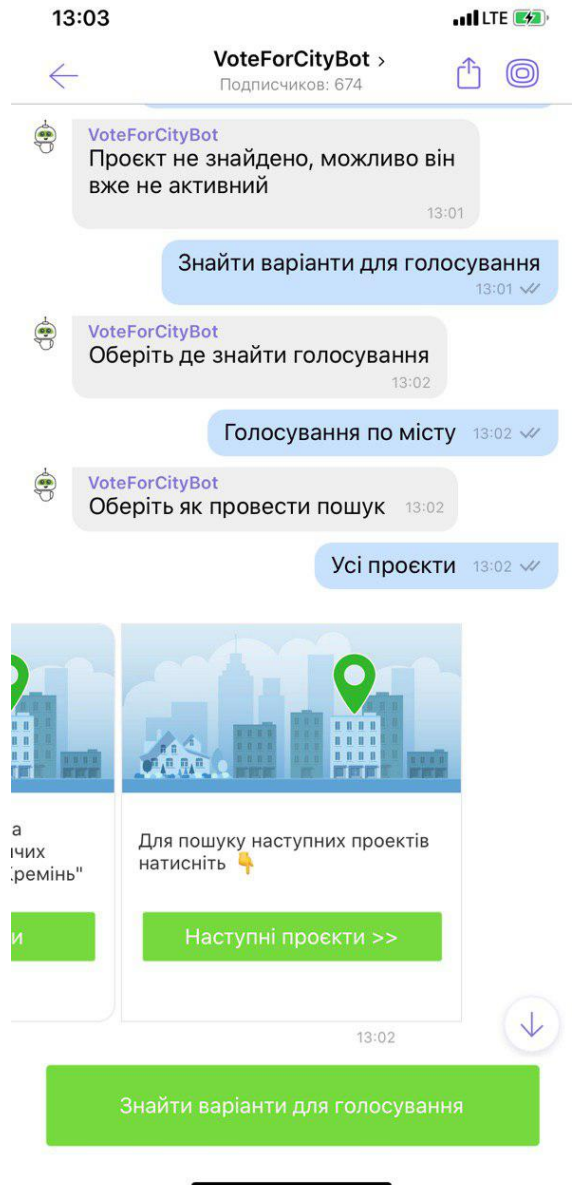 13:03
LTE
VoteForCityBot >
Подписчиков: 674
VoteForCityBot
Проєкт не знайдено, можливо він
вже не активний
13:01
Знайти варіанти для голосування
13:01
VoteForCityBot
Оберіть де знайти голосування
13:02
Голосування по місту 13:02
VoteForCityBot
Оберіть як провести пошук 13:02
Усі проєкти 13:02
а
ічих
Кремінь"
и
Для пошуку наступних проектів
натисніть 👇
Наступні проєкти >>
13:02
Знайти варіанти для голосування